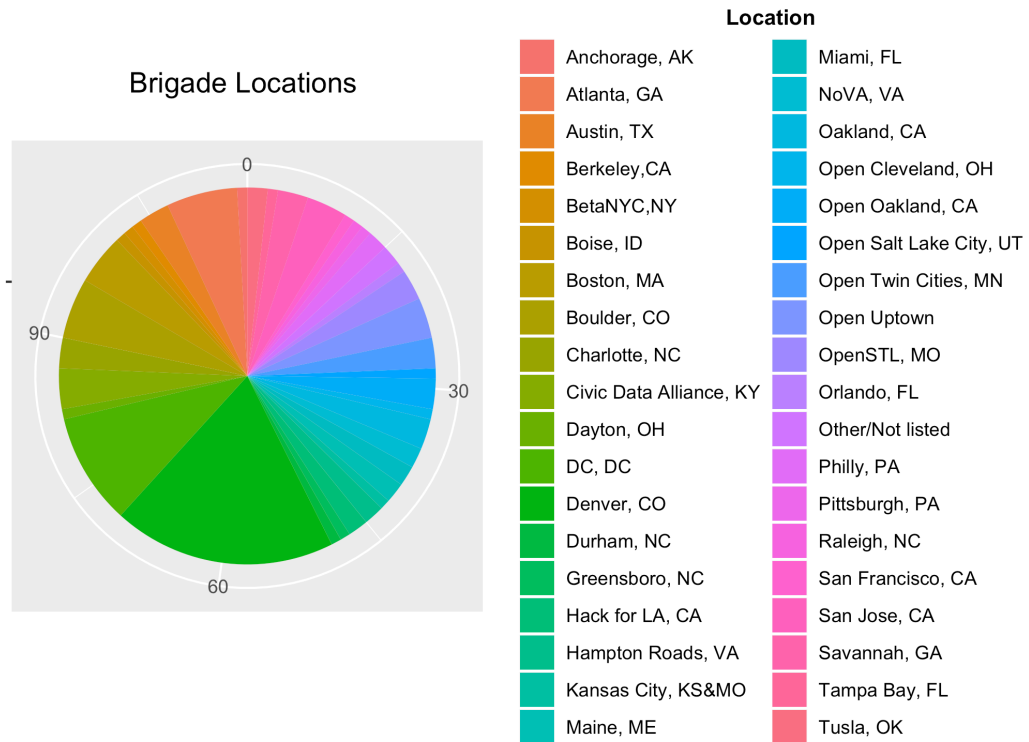 Brigade Locations
0
30
60
90
-
Location
Anchorage, AK
Atlanta, GA
Austin, TX
Berkeley,CA
BetaNYC,NY
Boise, ID
Boston, MA
Boulder, CO
Charlotte, NC
Civic Data Alliance, KY
Dayton, OH
DC, DC
Denver, CO
Durham, NC
Greensboro, NC
Hack for LA, CA
Hampton Roads, VA
Kansas City, KS&MO
Maine, ME
Miami, FL
NoVA, VA
Oakland, CA
Open Cleveland, OH
Open Oakland, CA
Open Salt Lake City, UT
Open Twin Cities, MN
Open Uptown
OpenSTL, MO
Orlando, FL
Other/Not listed
Philly, PA
Pittsburgh, PA
Raleigh, NC
San Francisco, CA
San Jose, CA
Savannah, GA
Tampa Bay, FL
Tusla, OK